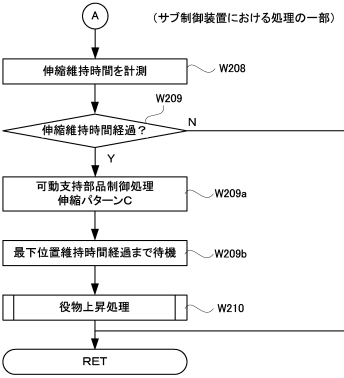 A
(サブ制御装置における処理の一部)
伸縮維持時間を計測
W208
W209
伸縮維持時間経過?
N
Y
可動支持部品制御処理
伸縮パターンC
W209a
最下位置維持時間経過まで待機
W209b
役物上昇処理
W210
RET